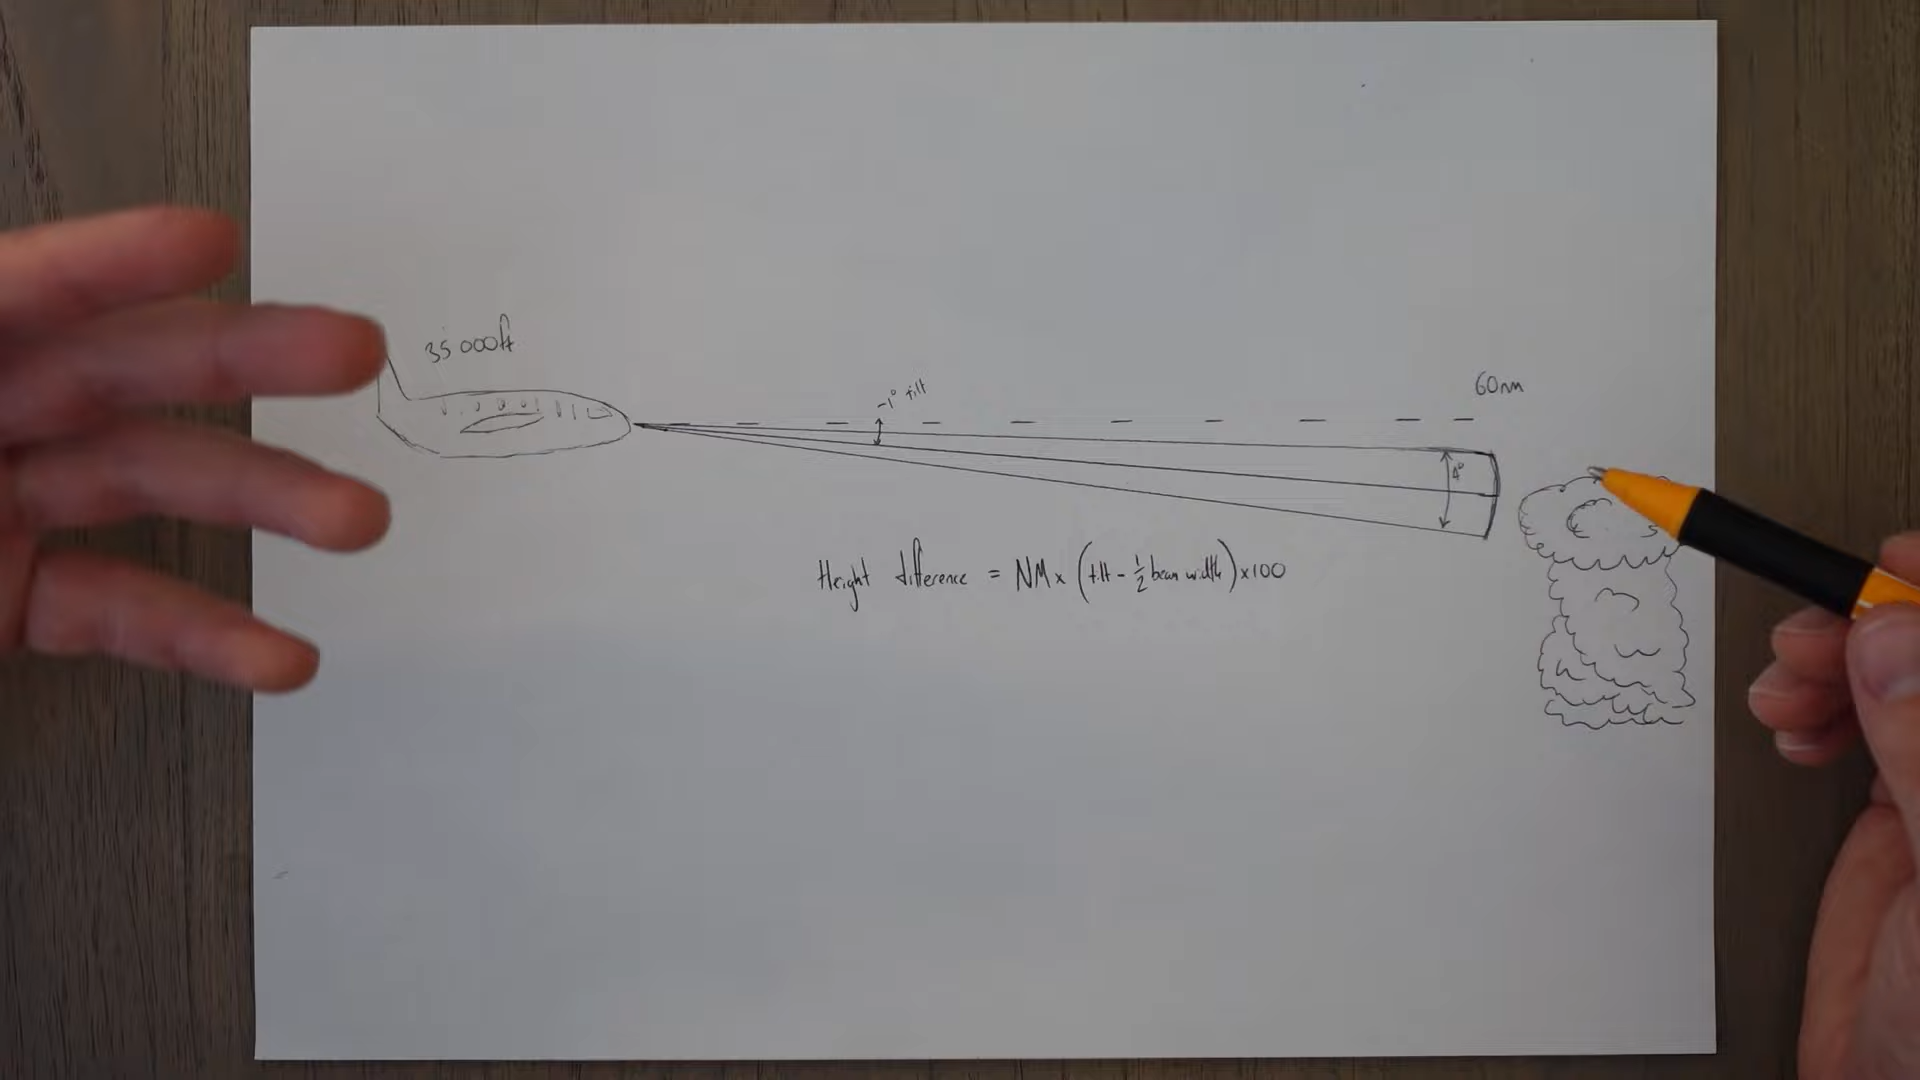 35 000ft
-1° tilt
60nm
4°
Height difference = NM x (tilt - 1/2 beam width) x 100